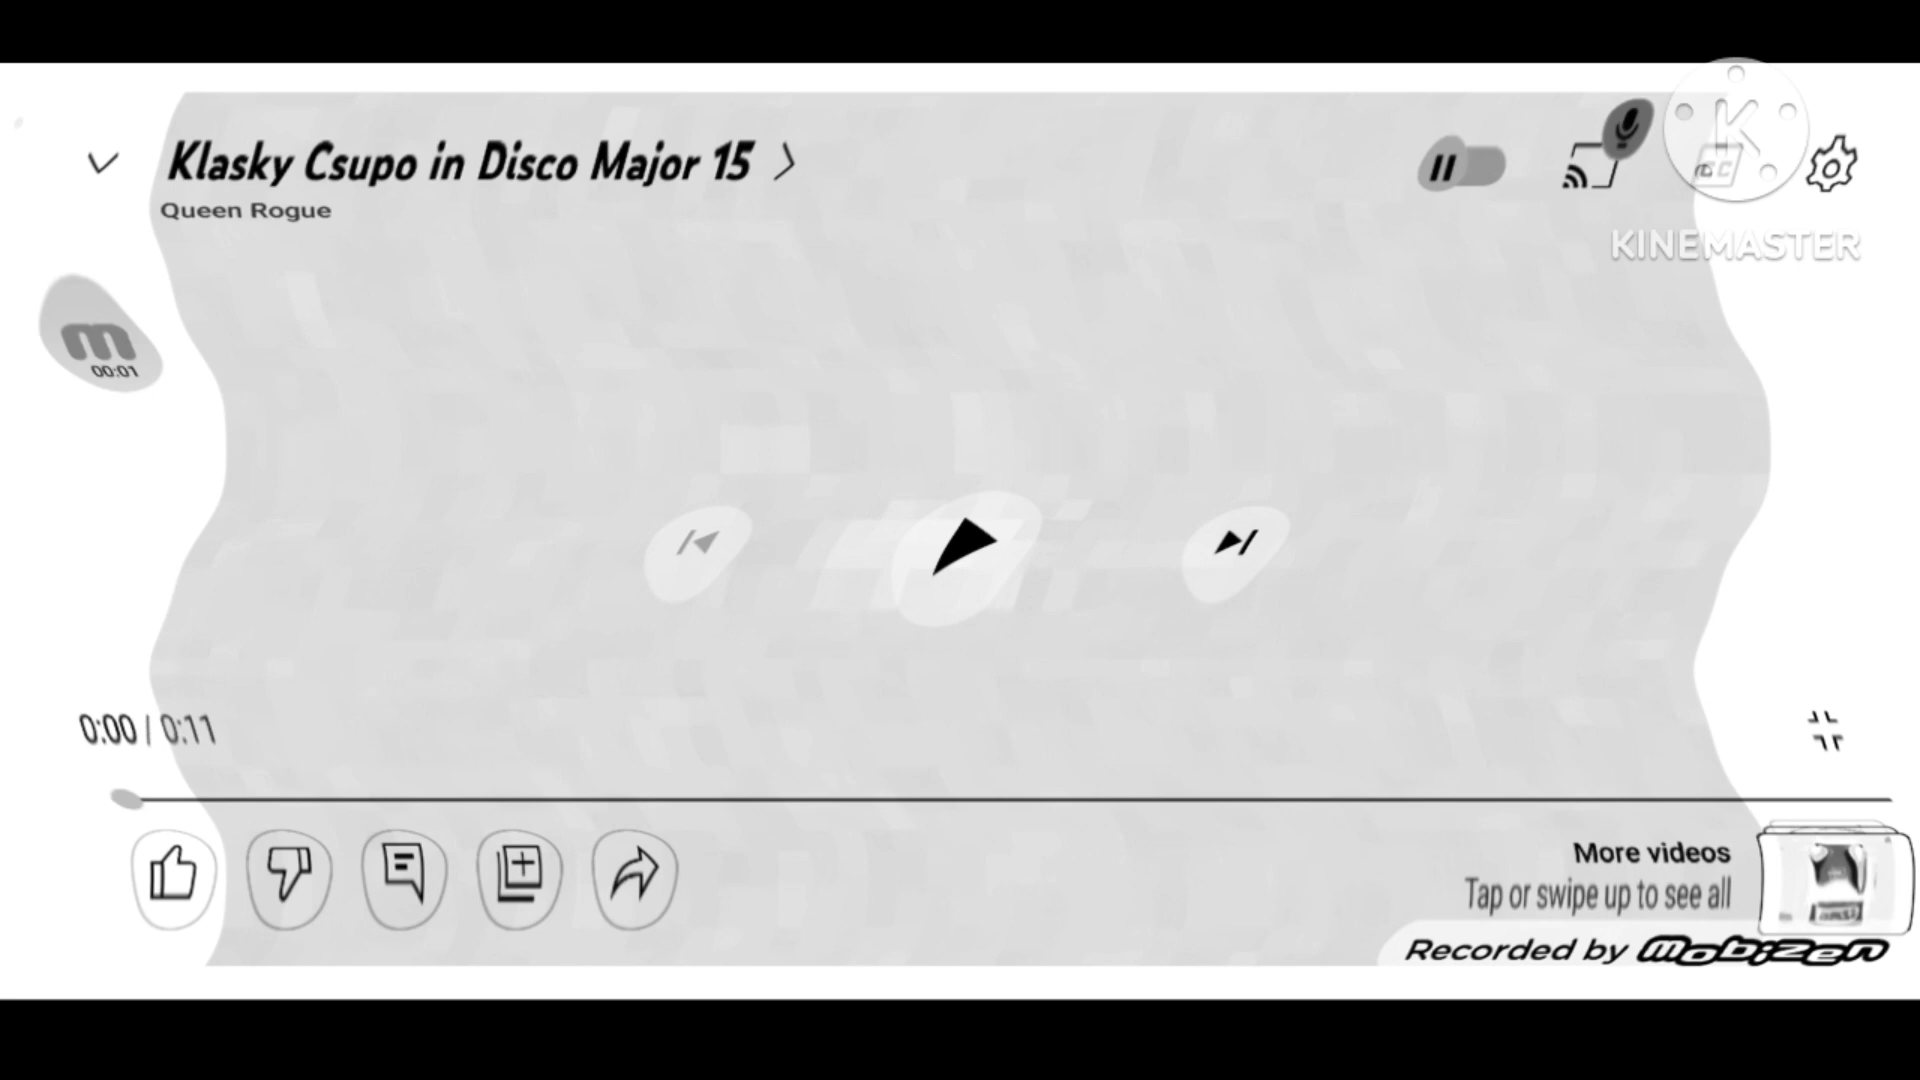 Klasky Csupo in Disco Major 15
Queen Rogue
CC
K
KINEMASTER
m
00:01
0:00 / 0:11
More videos
Tap or swipe up to see all
Recorded by mobizen